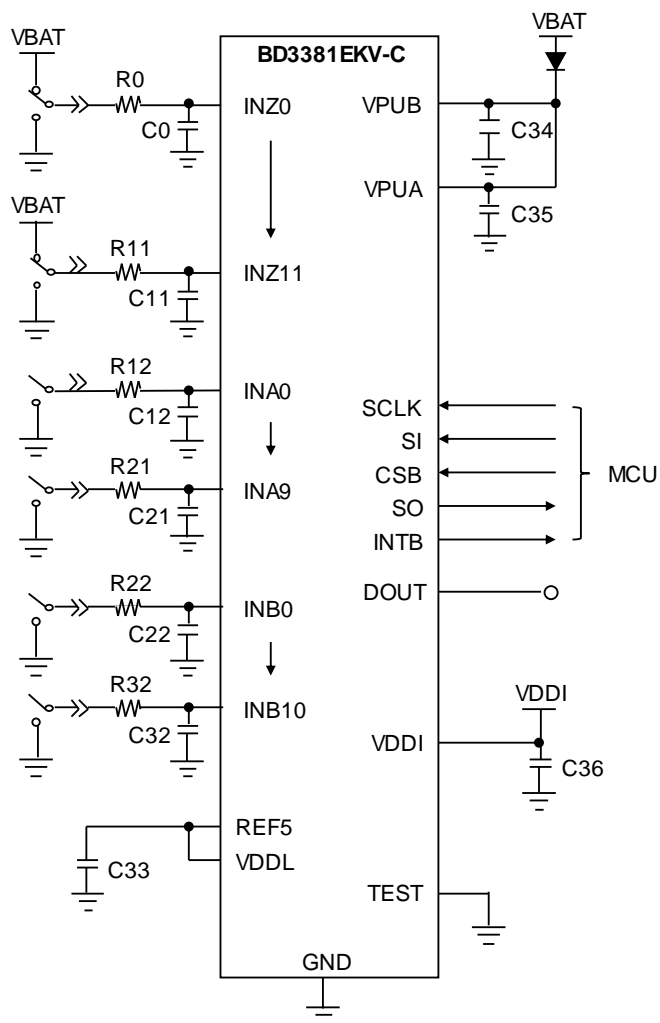 VBAT
R0
C0
VBAT
R11
C11
R12
C12
R21
C21
R22
C22
R32
C32
C33
BD3381EKV-C
INZ0
INZ11
INA0
INA9
INB0
INB10
REF5
VDDL
GND
VPUB
VPUA
SCLK
SI
CSB
SO
INTB
DOUT
VDDI
TEST
VBAT
C34
C35
MCU
VDDI
C36